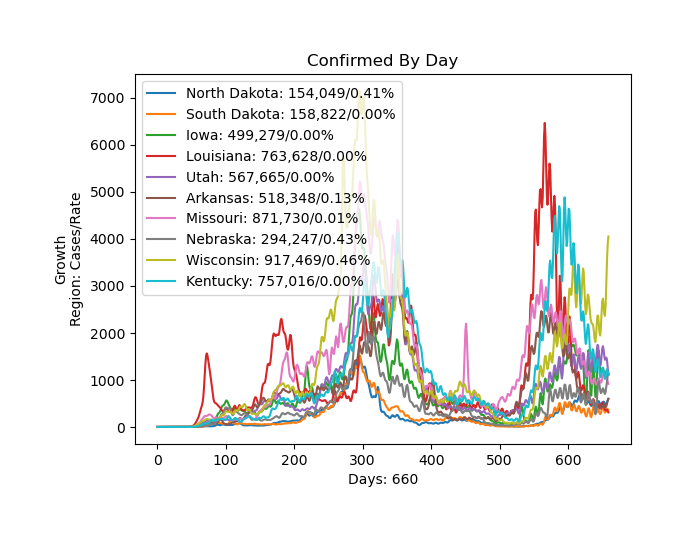 Confirmed By Day
7000
6000
5000
4000
3000
2000
1000
0
Growth
Region: Cases/Rate
North Dakota: 154,049/0.41%
South Dakota: 158,822/0.00%
Iowa: 499,279/0.00%
Louisiana: 763,628/0.00%
Utah: 567,665/0.00%
Arkansas: 518,348/0.13%
Missouri: 871,730/0.01%
Nebraska: 294,247/0.43%
Wisconsin: 917,469/0.46%
Kentucky: 757,016/0.00%
0 100 200 300 400 500 600
Days: 660